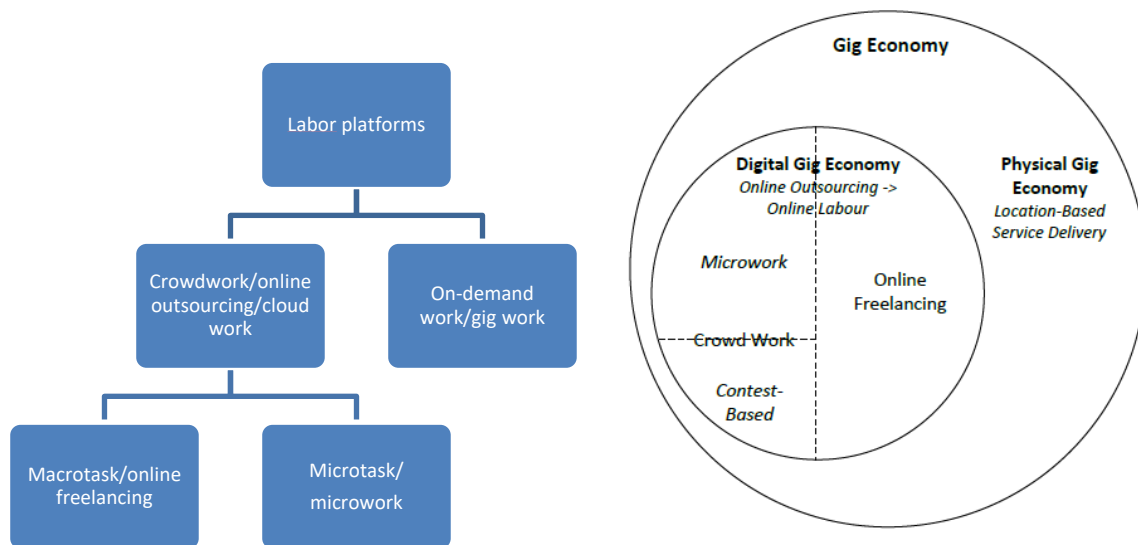 Labor platforms
Crowdwork/online
outsourcing/cloud
work
On-demand
work/gig work
Macrotask/online
freelancing
Microtask/
microwork
Gig Economy
Digital Gig Economy
Online Outsourcing ->
Online Labour
Physical Gig
Economy
Location-Based
Service Delivery
Microwork
Online
Freelancing
Crowd Work
Contest-
Based